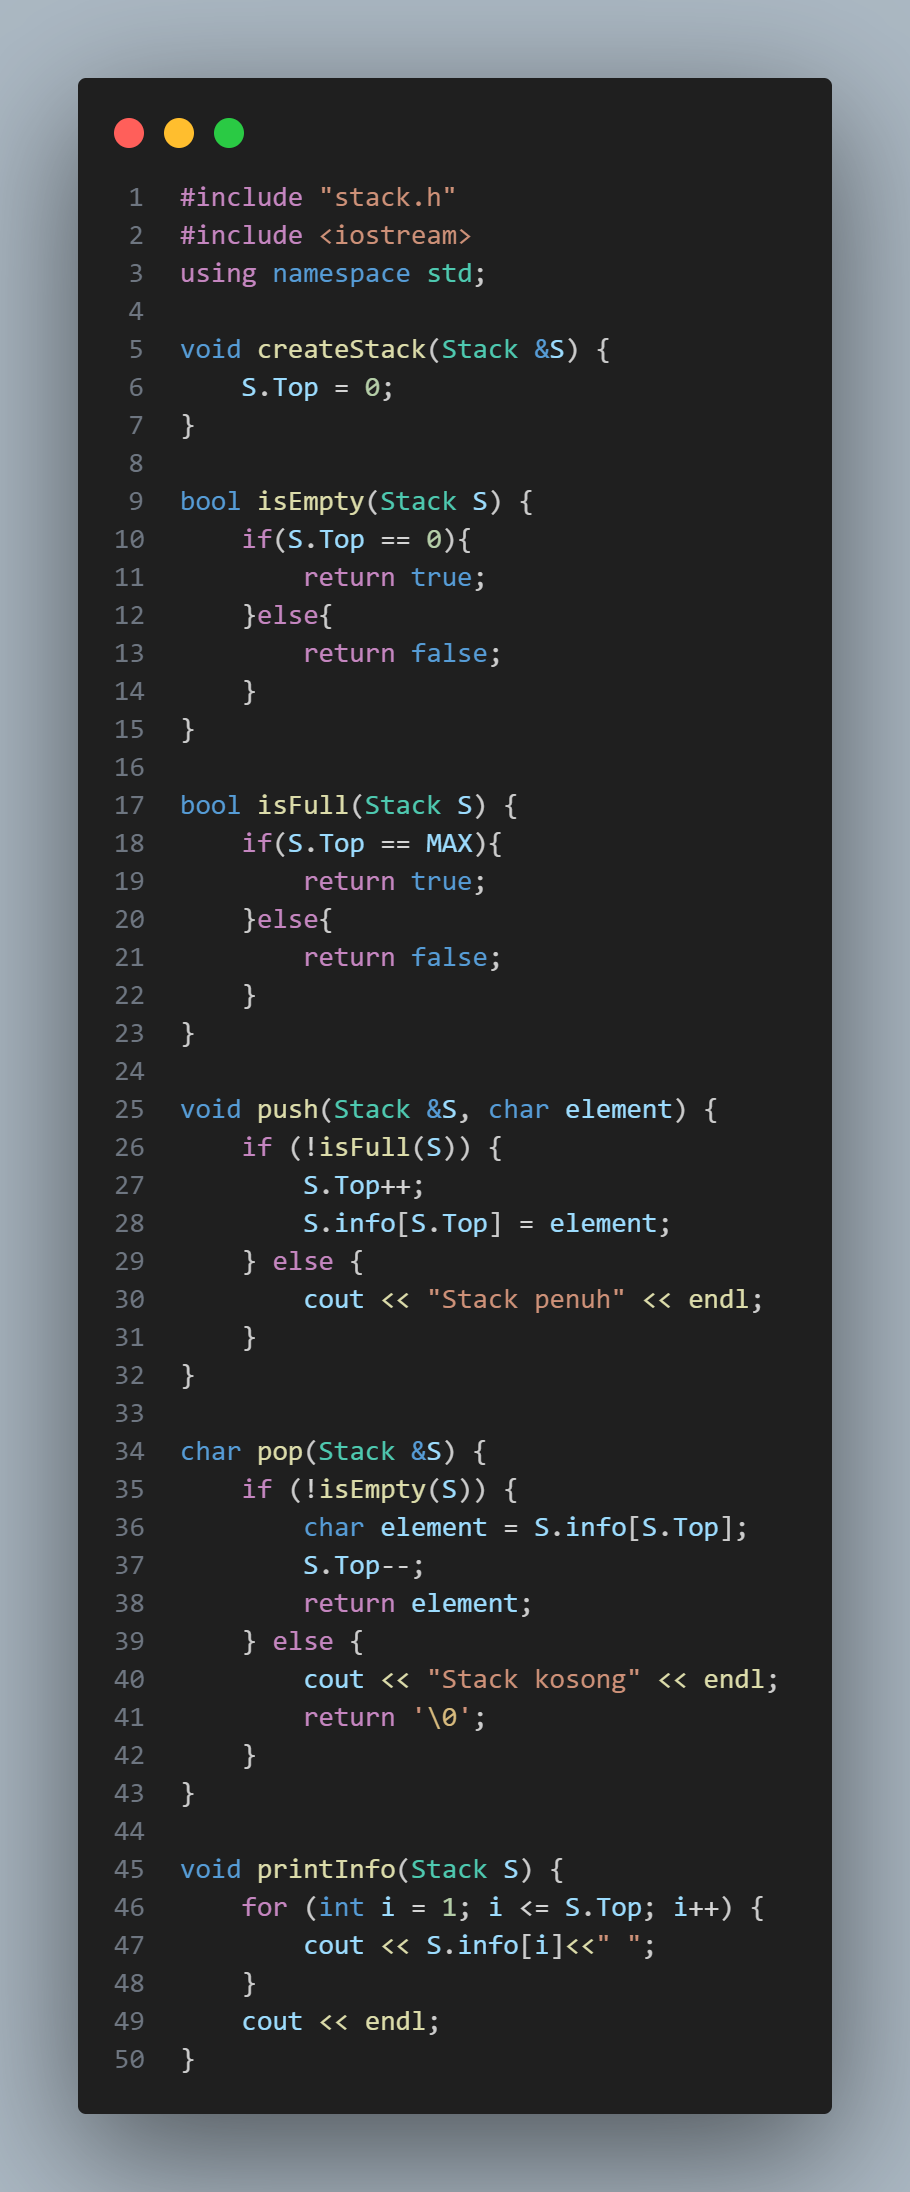 1 #include "stack.h"
2 #include <iostream>
3 using namespace std;
4
5 void createStack(Stack &S) {
6     S.Top = 0;
7 }
8
9 bool isEmpty(Stack S) {
10     if(S.Top == 0){
11         return true;
12     }else{
13         return false;
14     }
15 }
16
17 bool isFull(Stack S) {
18     if(S.Top == MAX){
19         return true;
20     }else{
21         return false;
22     }
23 }
24
25 void push(Stack &S, char element) {
26     if (!isFull(S)) {
27         S.Top++;
28         S.info[S.Top] = element;
29     } else {
30         cout << "Stack penuh" << endl;
31     }
32 }
33
34 char pop(Stack &S) {
35     if (!isEmpty(S)) {
36         char element = S.info[S.Top];
37         S.Top--;
38         return element;
39     } else {
40         cout << "Stack kosong" << endl;
41         return '\0';
42     }
43 }
44
45 void printInfo(Stack S) {
46     for (int i = 1; i <= S.Top; i++) {
47         cout << S.info[i]<<" ";
48     }
49     cout << endl;
50 }